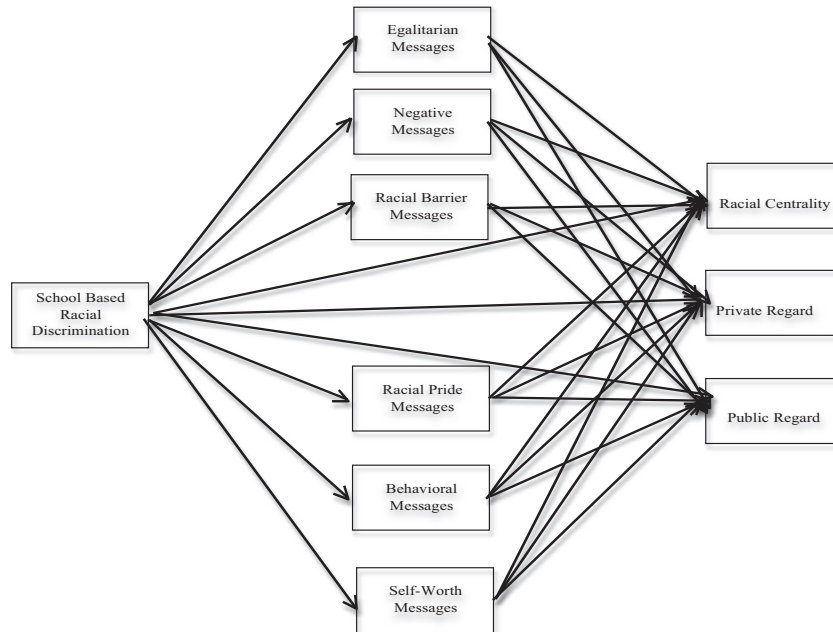 Egalitarian
Messages
Negative
Messages
Racial Barrier
Messages
Racial Centrality
School Based
Racial
Discrimination
Private Regard
Racial Pride
Messages
Public Regard
Behavioral
Messages
Self-Worth
Messages